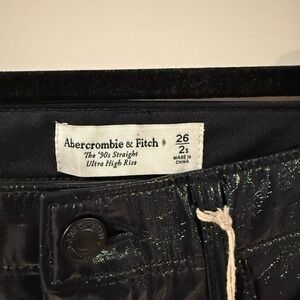 Abercrombie & Fitch
The '90s Straight
Ultra High Rise
26
2s
MADE IN
CHINA